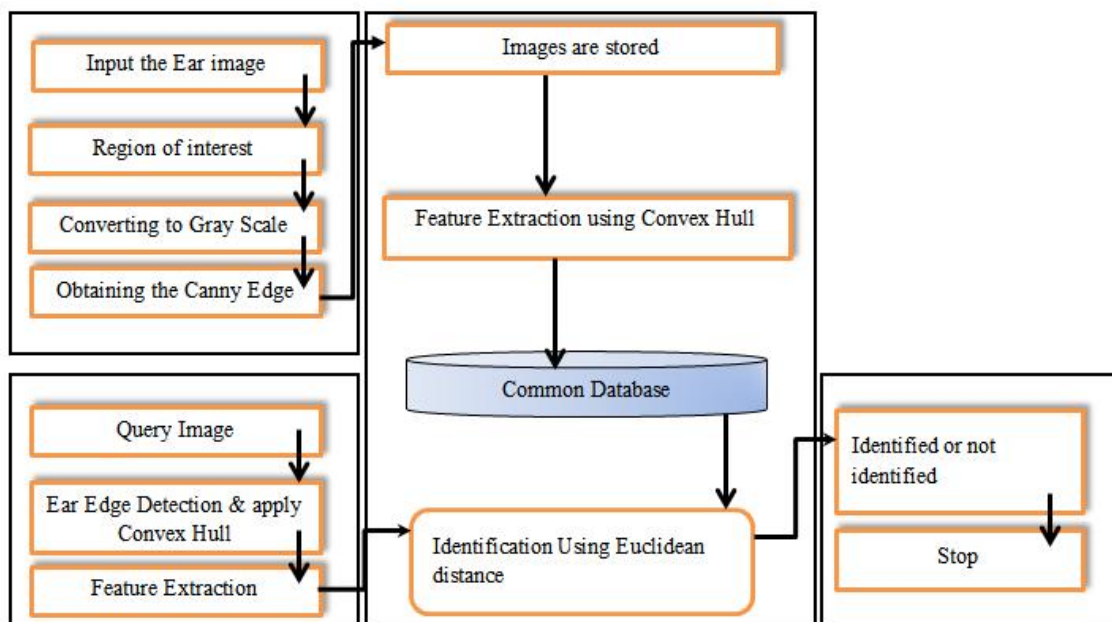 Input the Ear image
Region of interest
Converting to Gray Scale
Obtaining the Canny Edge
Images are stored
Feature Extraction using Convex Hull
Common Database
Query Image
Ear Edge Detection & apply
Convex Hull
Feature Extraction
Identification Using Euclidean
distance
Identified or not
identified
Stop